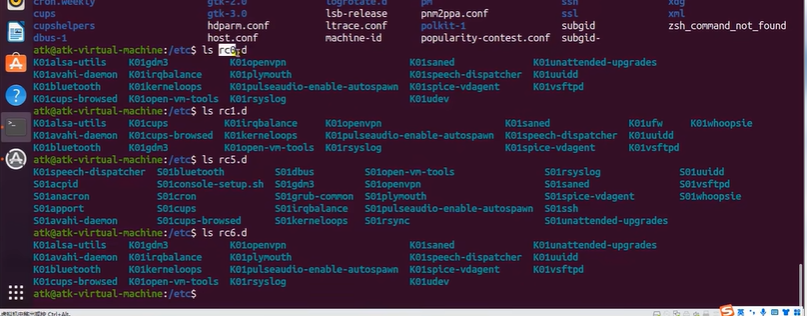 cron.weekly gtk-2.0 logrotate.d pm ssh xdg
cups gtk-3.0 lsb-release pnm2ppa.conf ssl xml
cupshelpers hdparm.conf ltrace.conf polkit-1 subgid zsh_command_not_found
dbus-1 host.conf machine-id popularity-contest.conf subgid-
atk@atk-virtual-machine:/etc$ ls rc0.d
K01alsa-utils K01gdm3 K01openvpn K01saned K01unattended-upgrades
K01avahi-daemon K01irqbalance K01plymouth K01speech-dispatcher K01uuidd
K01bluetooth K01kerneloops K01pulseaudio-enable-autospawn K01spice-vdagent K01vsftpd
K01cups-browsed K01open-vm-tools K01rsyslog K01udev
atk@atk-virtual-machine:/etc$ ls rc1.d
K01alsa-utils K01cups K01irqbalance K01openvpn K01saned K01ufw K01whoopsie
K01avahi-daemon K01cups-browsed K01kerneloops K01pulseaudio-enable-autospawn K01speech-dispatcher K01uuidd
K01bluetooth K01gdm3 K01open-vm-tools K01rsyslog K01spice-vdagent K01vsftpd
atk@atk-virtual-machine:/etc$ ls rc5.d
K01speech-dispatcher S01bluetooth S01dbus S01open-vm-tools S01rsyslog S01uuidd
S01acpid S01console-setup.sh S01gdm3 S01openvpn S01saned S01vsftpd
S01anacron S01cron S01grub-common S01plymouth S01spice-vdagent S01whoopsie
S01apport S01cups S01irqbalance S01pulseaudio-enable-autospawn S01ssh
S01avahi-daemon S01cups-browsed S01kerneloops S01rsync S01unattended-upgrades
atk@atk-virtual-machine:/etc$ ls rc6.d
K01alsa-utils K01gdm3 K01openvpn K01saned K01unattended-upgrades
K01avahi-daemon K01irqbalance K01plymouth K01speech-dispatcher K01uuidd
K01bluetooth K01kerneloops K01pulseaudio-enable-autospawn K01spice-vdagent K01vsftpd
K01cups-browsed K01open-vm-tools K01rsyslog K01udev
atk@atk-virtual-machine:/etc$
英